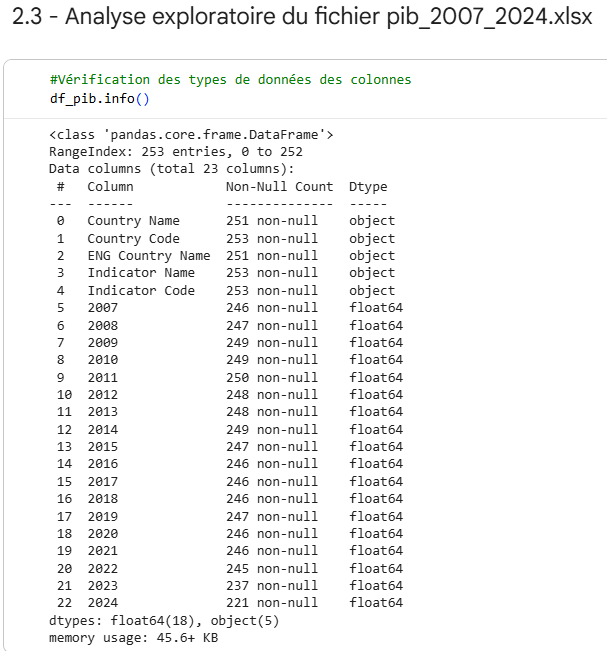 2.3 - Analyse exploratoire du fichier pib_2007_2024.xlsx
#Vérification des types de données des colonnes
df_pib.info()
<class 'pandas.core.frame.DataFrame'>
RangeIndex: 253 entries, 0 to 252
Data columns (total 23 columns):
 #   Column            Non-Null Count  Dtype
---  ------            --------------  -----
 0   Country Name      251 non-null    object
 1   Country Code      253 non-null    object
 2   ENG Country Name  251 non-null    object
 3   Indicator Name    253 non-null    object
 4   Indicator Code    253 non-null    object
 5   2007              246 non-null    float64
 6   2008              247 non-null    float64
 7   2009              249 non-null    float64
 8   2010              249 non-null    float64
 9   2011              250 non-null    float64
 10  2012              248 non-null    float64
 11  2013              248 non-null    float64
 12  2014              249 non-null    float64
 13  2015              247 non-null    float64
 14  2016              246 non-null    float64
 15  2017              246 non-null    float64
 16  2018              246 non-null    float64
 17  2019              247 non-null    float64
 18  2020              246 non-null    float64
 19  2021              246 non-null    float64
 20  2022              245 non-null    float64
 21  2023              237 non-null    float64
 22  2024              221 non-null    float64
dtypes: float64(18), object(5)
memory usage: 45.6+ KB